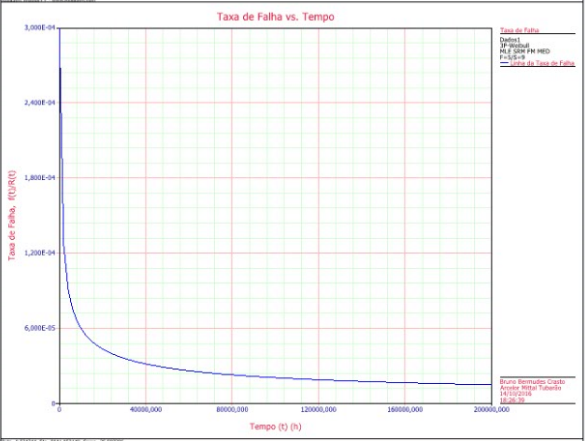 Taxa de Falha vs. Tempo
3,000E-04
2,400E-04
1,800E-04
1,200E-04
6,000E-05
0
Taxa de Falha, f(t)/R(t)
0
40000,000
80000,000
120000,000
160000,000
200000,000
Tempo (t) (h)
Taxa de Falha
Dados1
3P-Weibull
MLE SRM FM MED
F=5/S=9
Linha da Taxa de Falha
Bruno Bermudes Crasto
Arcelor Mittal Tubarão
14/10/2016
18:26:39